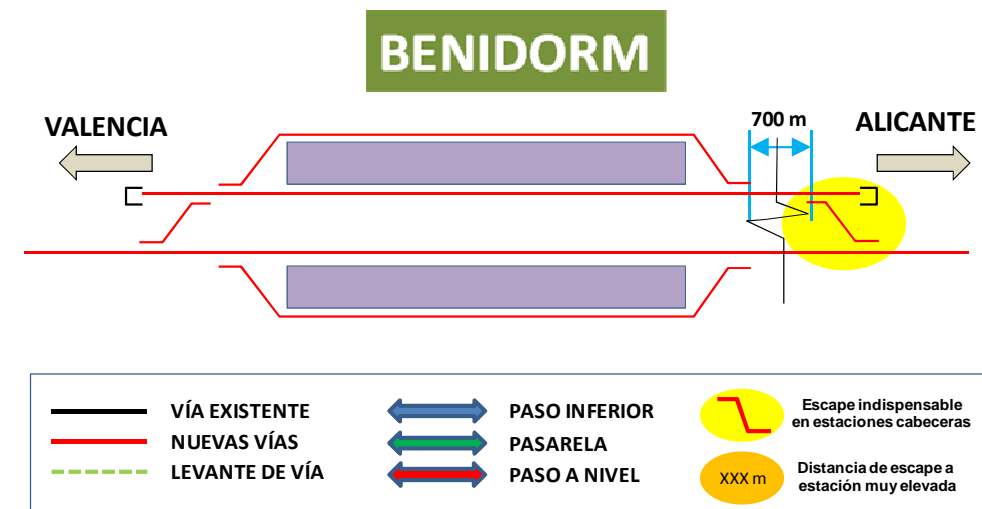 BENIDORM
VALENCIA
700 m
ALICANTE
VÍA EXISTENTE
NUEVAS VÍAS
LEVANTE DE VÍA
PASO INFERIOR
PASARELA
PASO A NIVEL
Escape indispensable
en estaciones cabeceras
XXX m
Distancia de escape a
estación muy elevada